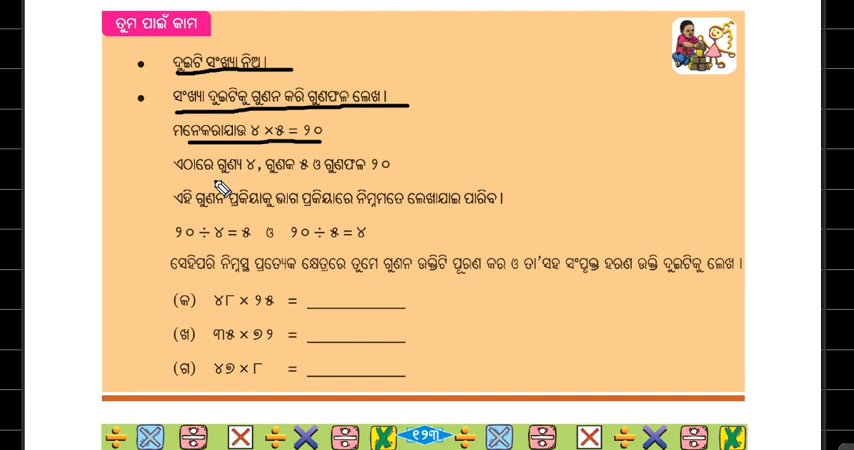 ତୁମ ପାଇଁ କାମ
• ଦୁଇଟି ସଂଖ୍ୟା ନିଅ।
• ସଂଖ୍ୟା ଦୁଇଟିକୁ ଗୁଣନ କରି ଗୁଣଫଳ ଲେଖ।
ମନେକରାଯାଉ ୪ × ୫ = ୨୦
ଏଠାରେ ଗୁଣ୍ୟ ୪, ଗୁଣକ ୫ ଓ ଗୁଣଫଳ ୨୦
ଏହି ଗୁଣନ ପ୍ରକିୟାକୁ ଭାଗ ପ୍ରକିୟାରେ ନିମ୍ନମତେ ଲେଖାଯାଇ ପାରିବ।
୨୦ ÷ ୪ = ୫ ଓ ୨୦ ÷ ୫ = ୪
ସେହିପରି ନିମ୍ନସ୍ଥ ପ୍ରତ୍ୟେକ କ୍ଷେତ୍ରରେ ତୁମେ ଗୁଣନ ଉକ୍ତିଟି ପୂରଣ କର ଓ ତା'ସହ ସଂପୃକ୍ତ ହରଣ ଉକ୍ତି ଦୁଇଟିକୁ ଲେଖ।
(କ) ୪୮ × ୨୫ = ____________
(ଖ) ୩୫ × ୭୨ = ____________
(ଗ) ୪୭ × ୮ = ____________
୧୨୩